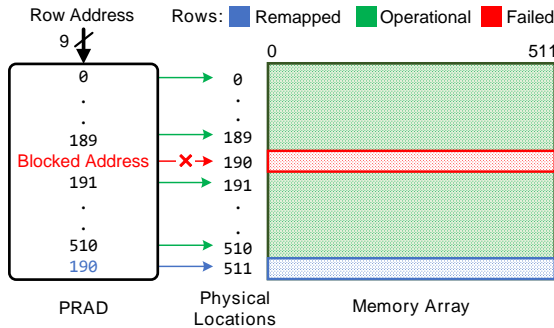 Row Address
Rows: Remapped Operational Failed
9
0 511
0 0
. .
. .
189 189
Blocked Address 190
191 191
. .
. .
510 510
190 511
PRAD
Physical
Locations
Memory Array